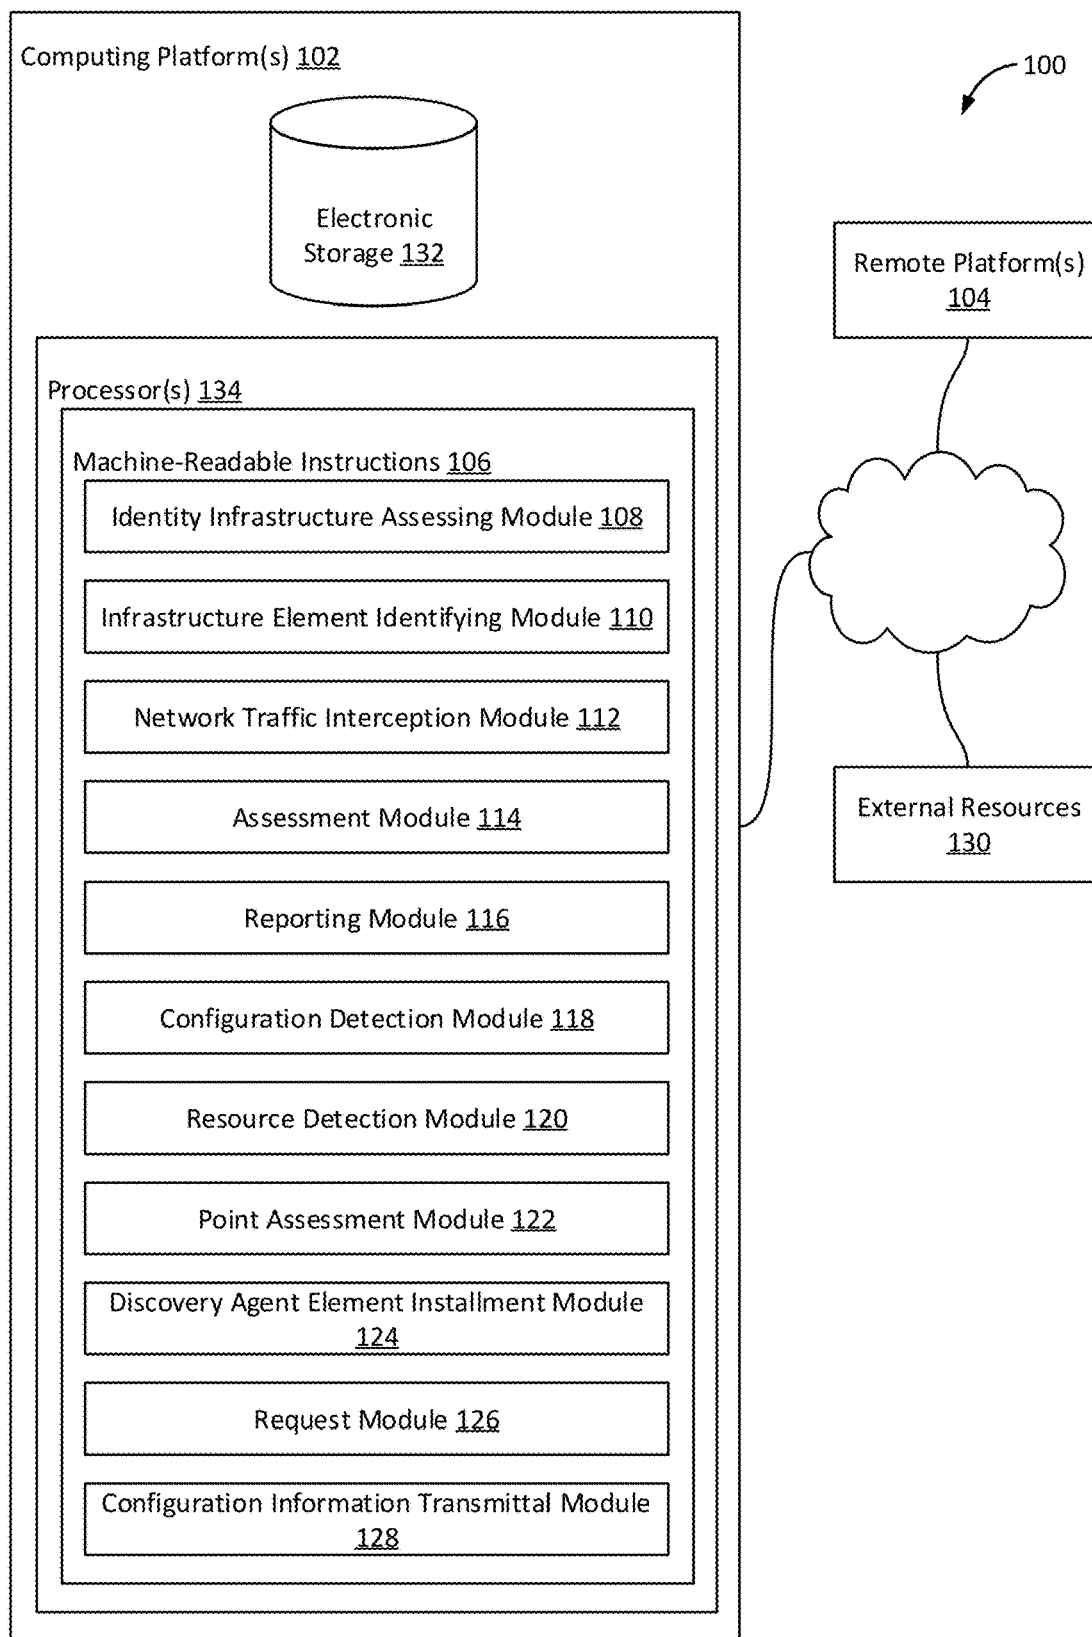 Computing Platform(s) 102
100
Electronic
Storage 132
Remote Platform(s)
104
Processor(s) 134
Machine-Readable Instructions 106
Identity Infrastructure Assessing Module 108
Infrastructure Element Identifying Module 110
Network Traffic Interception Module 112
Assessment Module 114
External Resources
130
Reporting Module 116
Configuration Detection Module 118
Resource Detection Module 120
Point Assessment Module 122
Discovery Agent Element Installment Module
124
Request Module 126
Configuration Information Transmittal Module
128